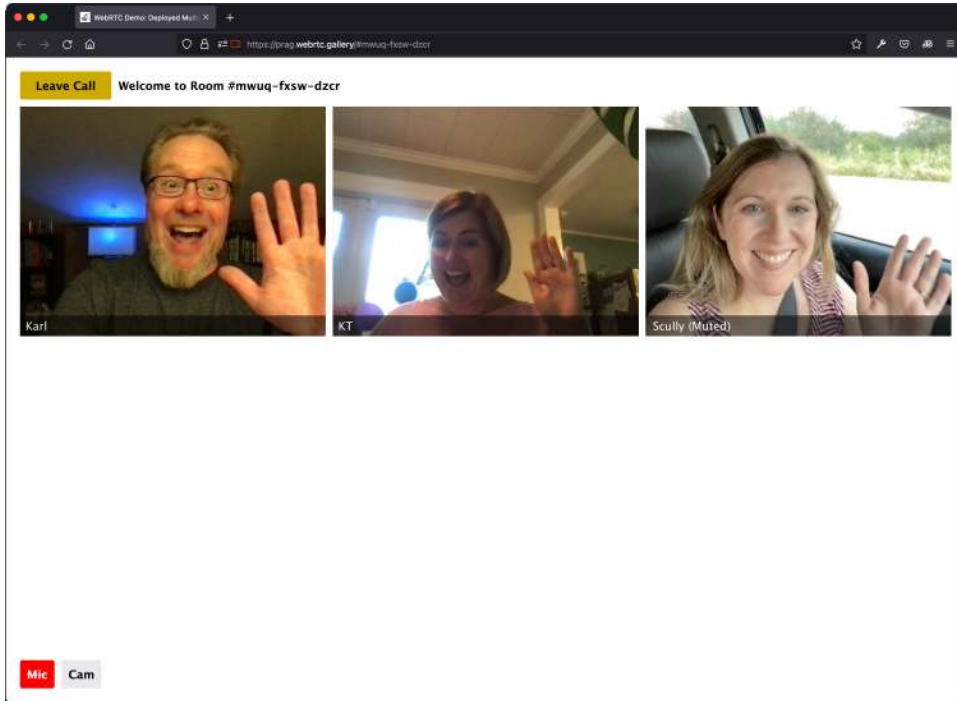 WebRTC Demo: Deployed Mult
https://prag.webrtc.gallery/#mwuq-fxsw-dzcr
Leave Call Welcome to Room #mwuq-fxsw-dzcr
Karl KT Scully (Muted)
Mic Cam